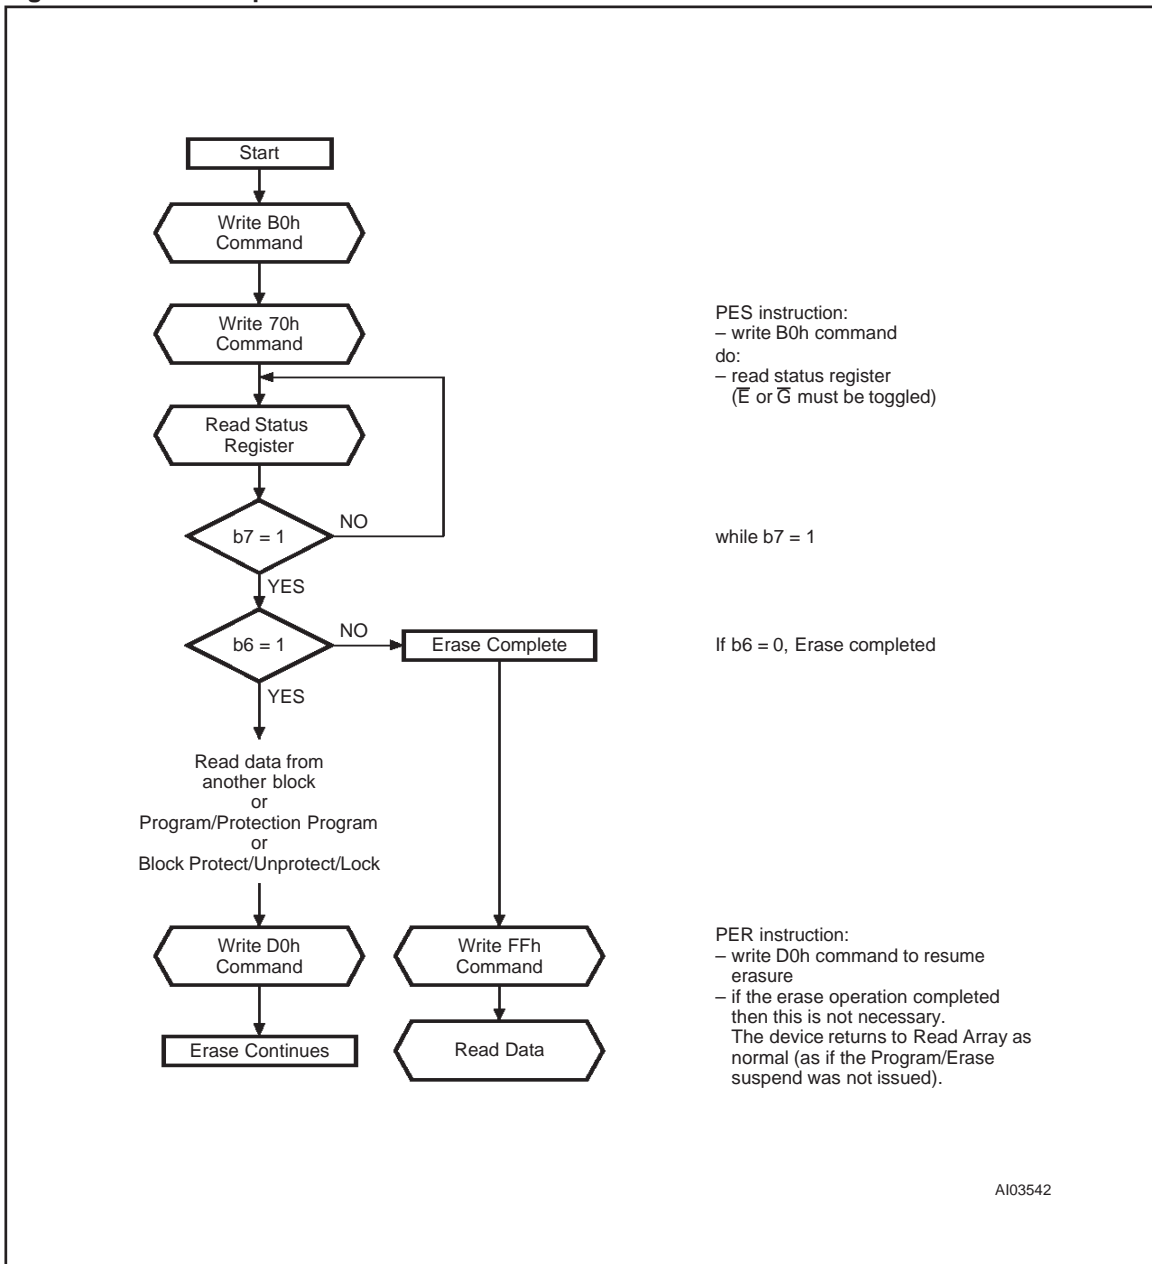 Start
Write B0h
Command
Write 70h
Command
Read Status
Register
b7 = 1
NO
YES
b6 = 1
NO
YES
Erase Complete
Read data from
another block
or
Program/Protection Program
or
Block Protect/Unprotect/Lock
Write D0h
Command
Erase Continues
Write FFh
Command
Read Data
PES instruction:
– write B0h command
do:
– read status register
(E̅ or G̅ must be toggled)
while b7 = 1
If b6 = 0, Erase completed
PER instruction:
– write D0h command to resume
erasure
– if the erase operation completed
then this is not necessary.
The device returns to Read Array as
normal (as if the Program/Erase
suspend was not issued).
AI03542